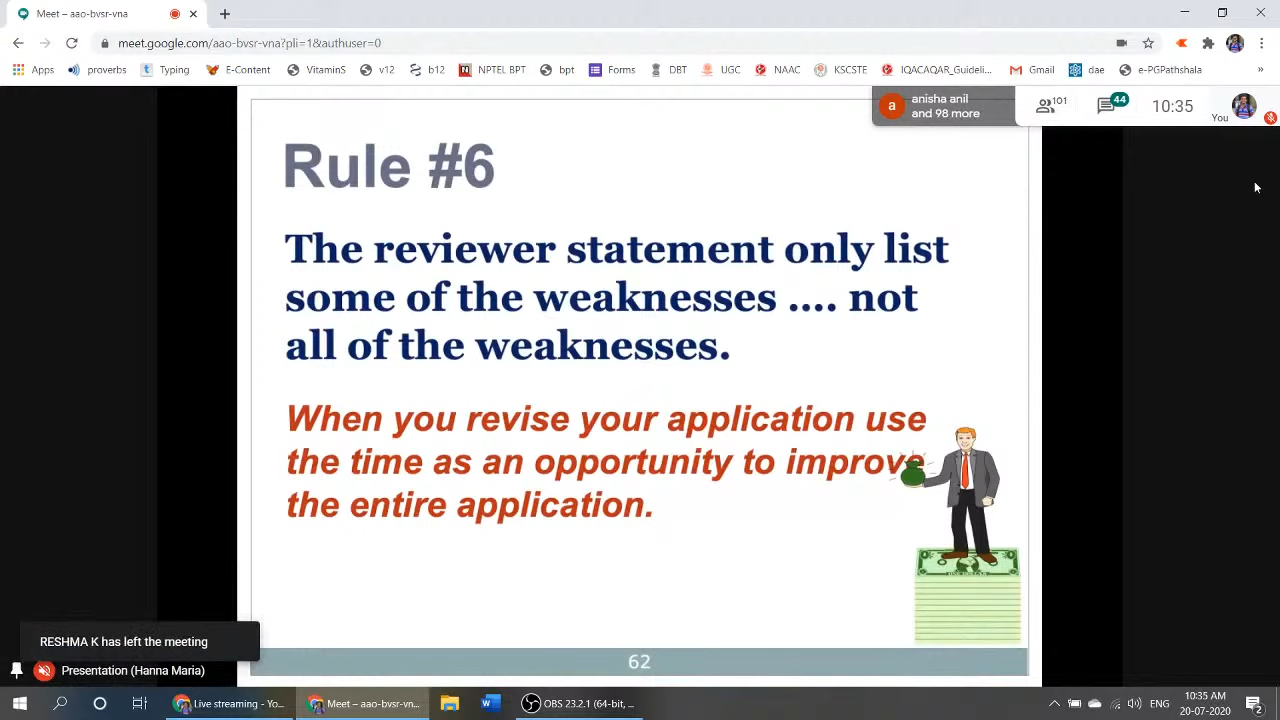 Meet – aao-bvsr-vna
meet.google.com/aao-bvsr-vna?pli=1&authuser=0
Apps proverbs Typing E-Content VitaminS v12 b12 NPTEL BPT bpt Forms DBT UGC NAAC KSCSTE IQACAQAR_Guideli... Gmail dae e-PGPathshala »
a anisha anil
and 98 more
101 44 10:35 You
Rule #6
The reviewer statement only list
some of the weaknesses .... not
all of the weaknesses.
When you revise your application use
the time as an opportunity to improve
the entire application.
RESHMA K has left the meeting
Presentation (Hanna Maria)
62
Live streaming - Yo... Meet – aao-bvsr-vn... W OBS 23.2.1 (64-bit, ... ENG 10:35 AM
20-07-2020 2